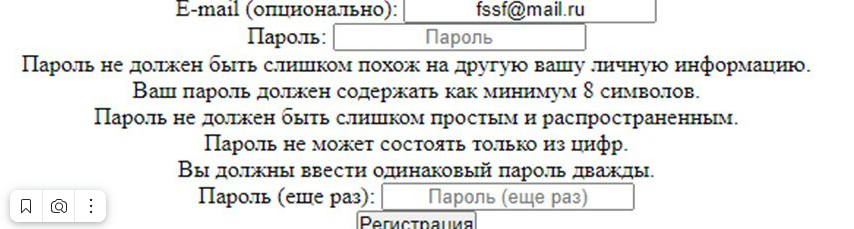 E-mail (опционально): fssf@mail.ru
Пароль: Пароль
Пароль не должен быть слишком похож на другую вашу личную информацию.
Ваш пароль должен содержать как минимум 8 символов.
Пароль не должен быть слишком простым и распространенным.
Пароль не может состоять только из цифр.
Вы должны ввести одинаковый пароль дважды.
Пароль (еще раз): Пароль (еще раз)
Регистрация